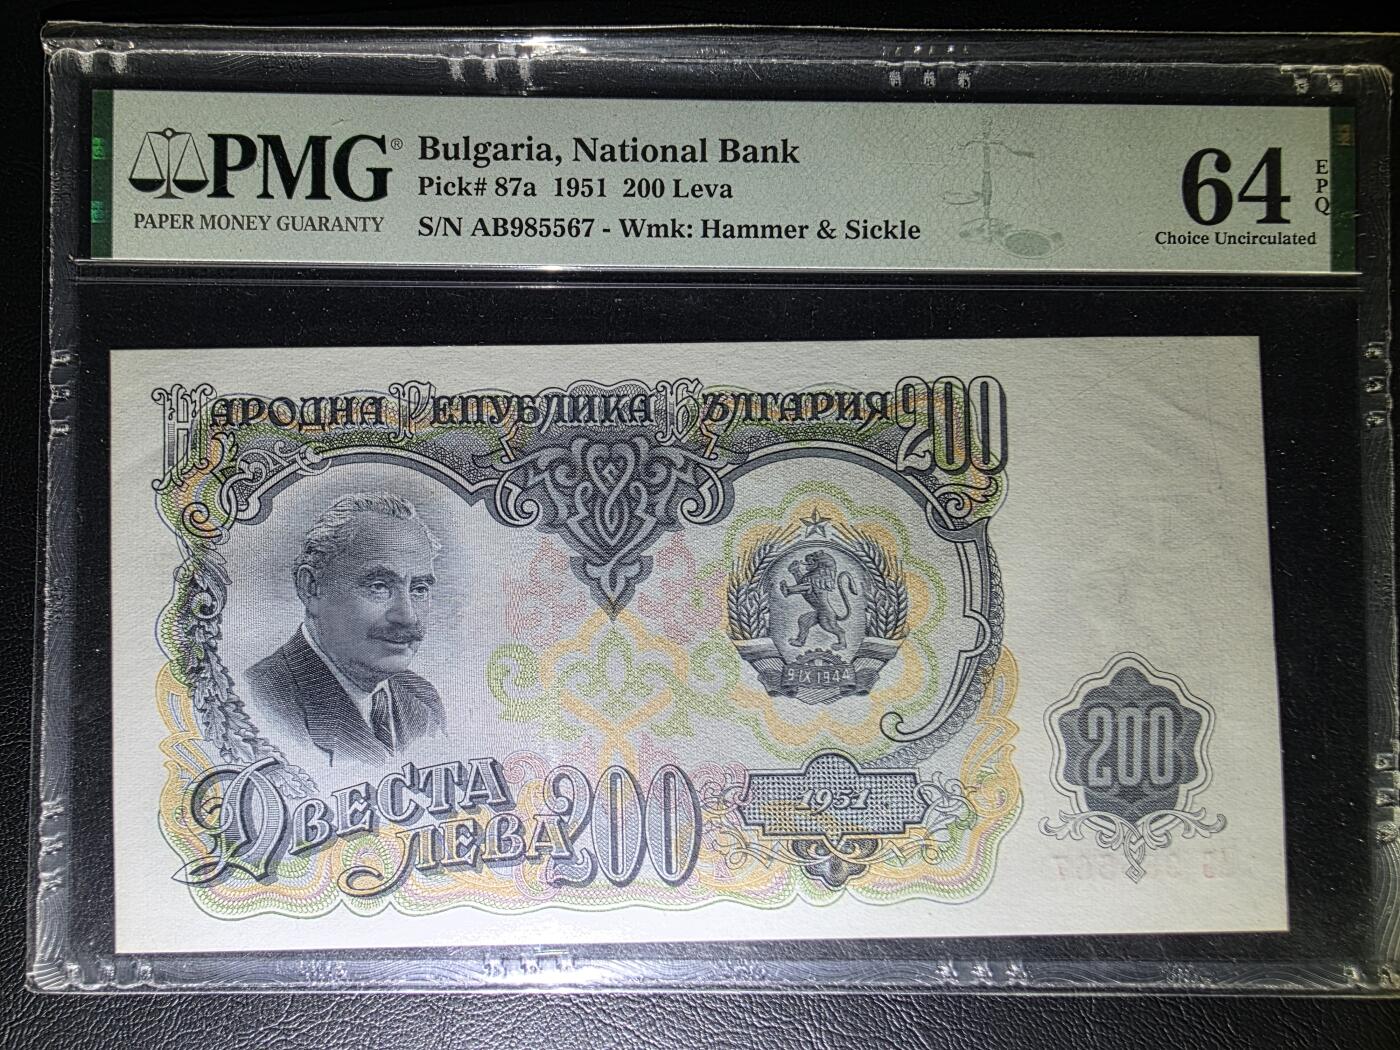 PMG®
PAPER MONEY GUARANTY
Bulgaria, National Bank
Pick# 87a 1951 200 Leva
S/N AB985567 - Wmk: Hammer & Sickle
64 EPQ
Choice Uncirculated
НАРОДНА РЕПУБЛИКА БЪЛГАРИЯ 200
9·IX·1944
200
ДВЕСТА ЛЕВА 200
1951